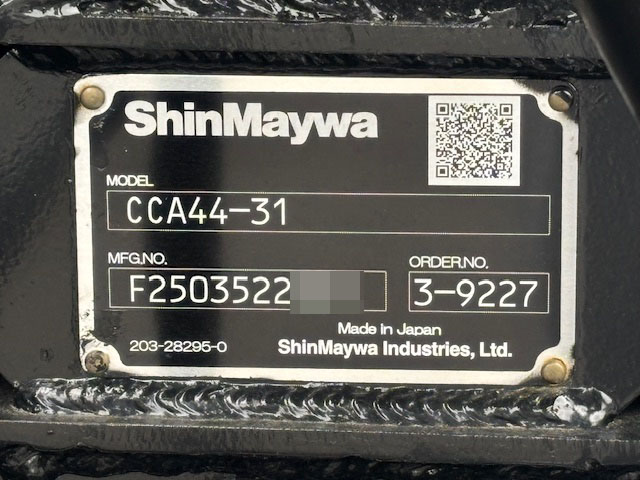 ShinMaywa
MODEL
CCA44-31
MFG.NO.
F2503522
ORDER.NO.
3-9227
Made in Japan
203-28295-0
ShinMaywa Industries, Ltd.